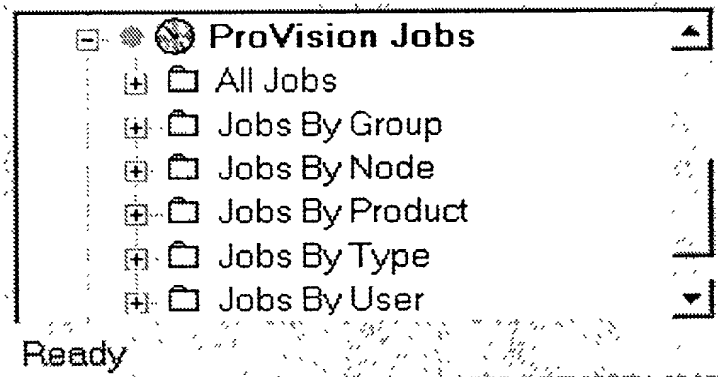 ProVision Jobs
All Jobs
Jobs By Group
Jobs By Node
Jobs By Product
Jobs By Type
Jobs By User
Ready